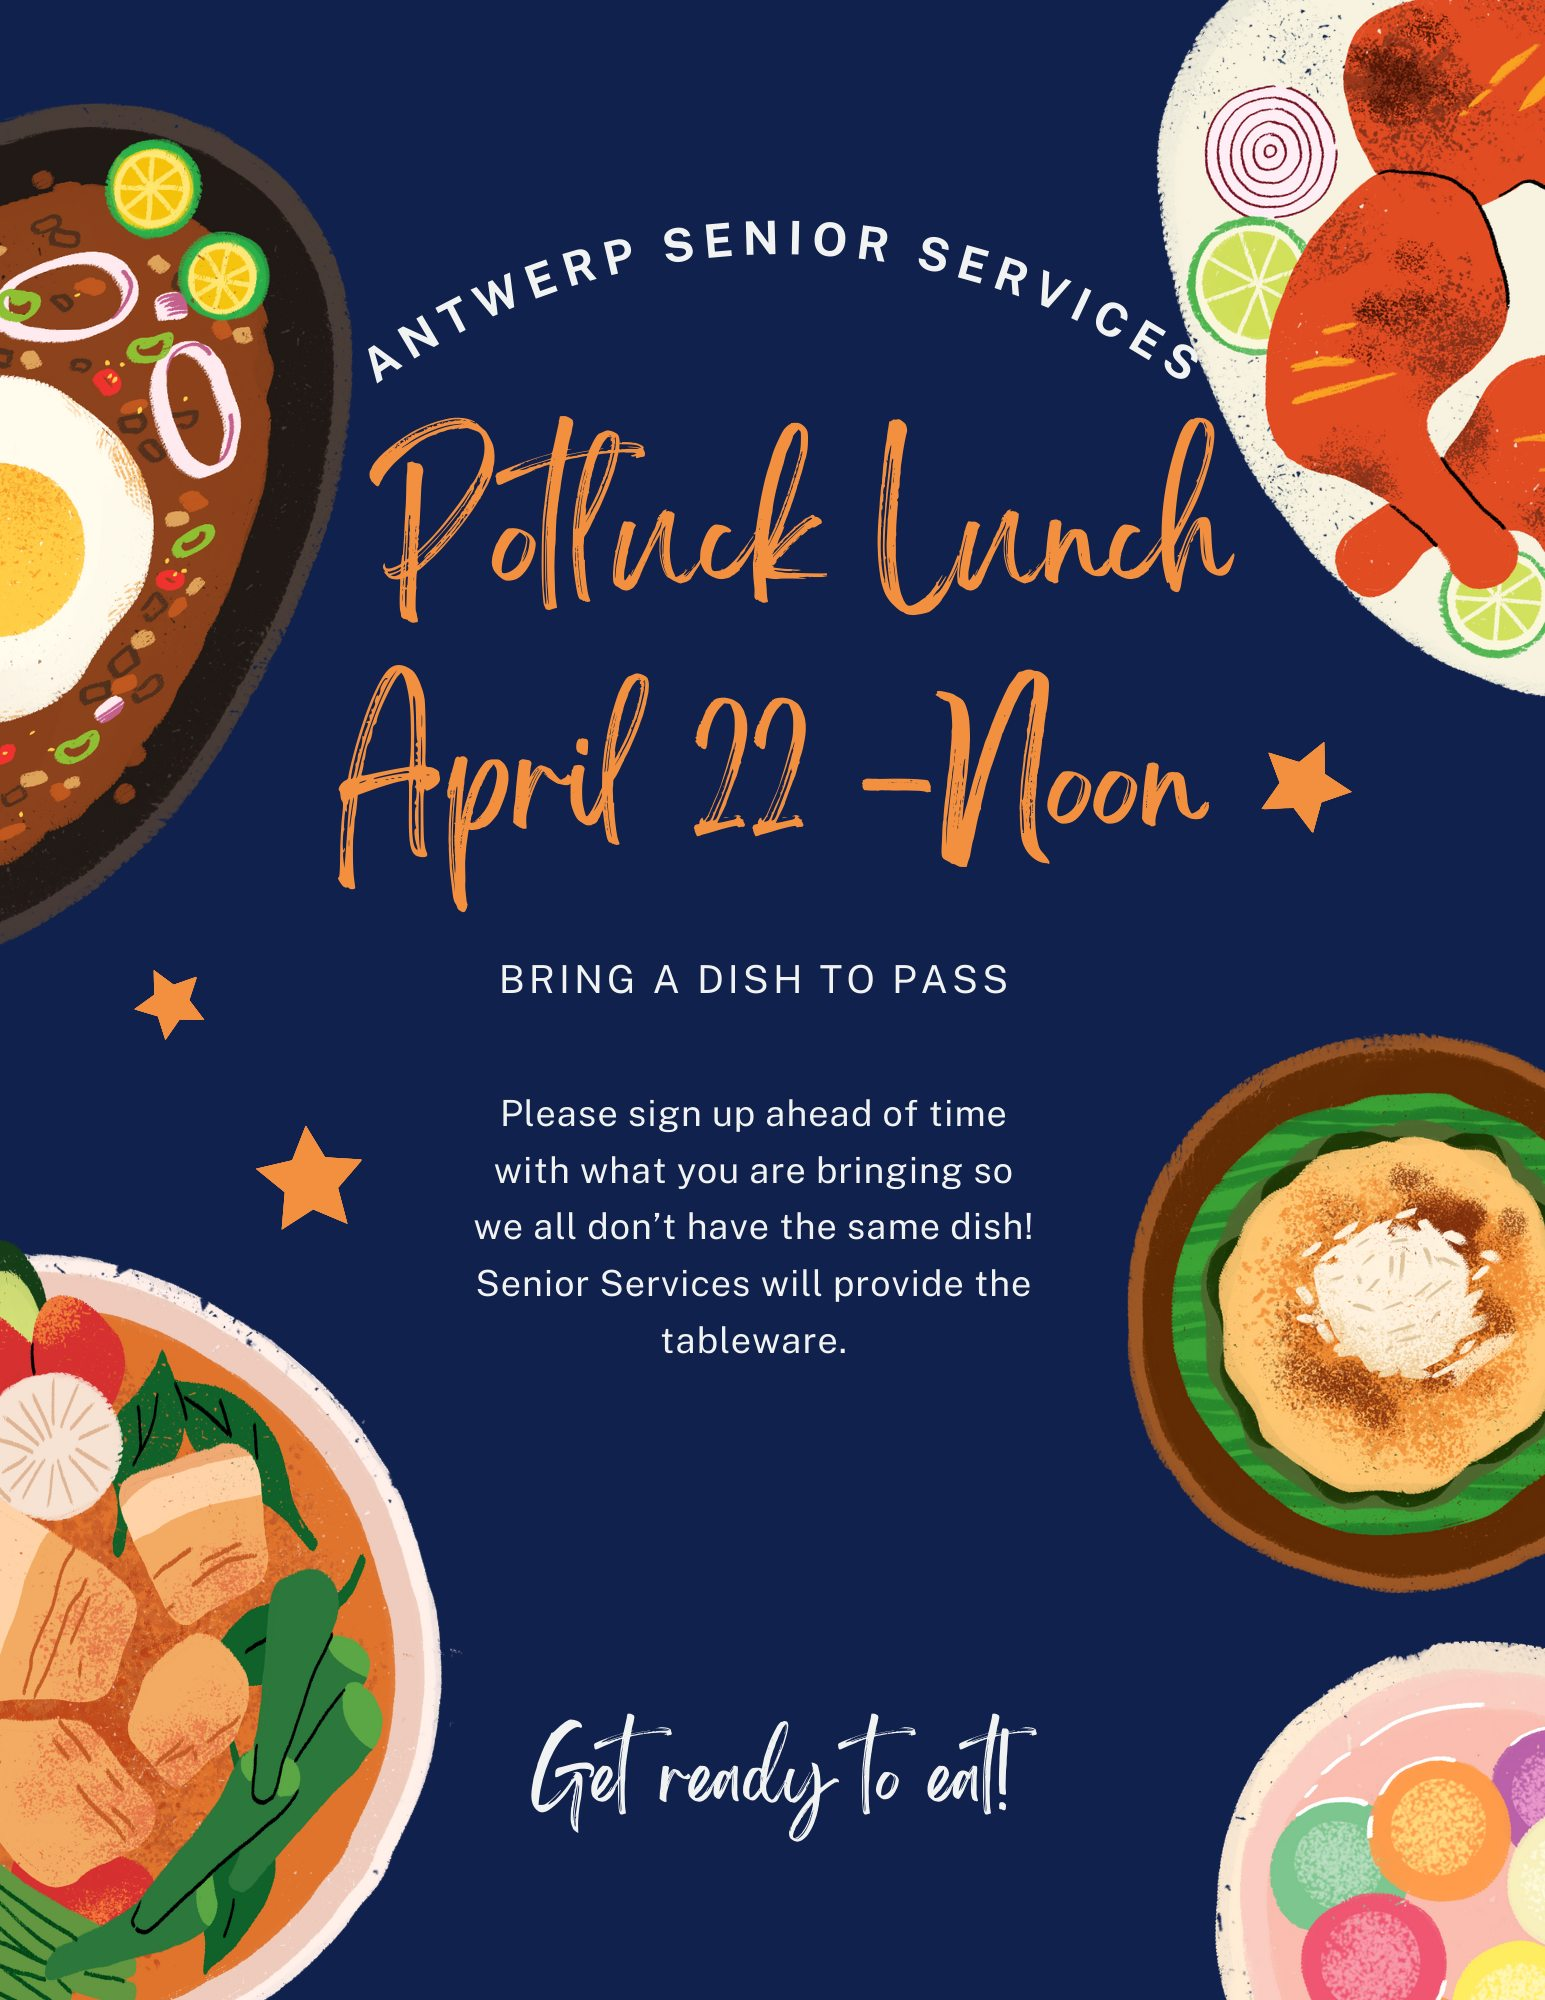 ANTWERP SENIOR SERVICES
Potluck Lunch
April 22 -Noon
BRING A DISH TO PASS
Please sign up ahead of time
with what you are bringing so
we all don’t have the same dish!
Senior Services will provide the
tableware.
Get ready to eat!